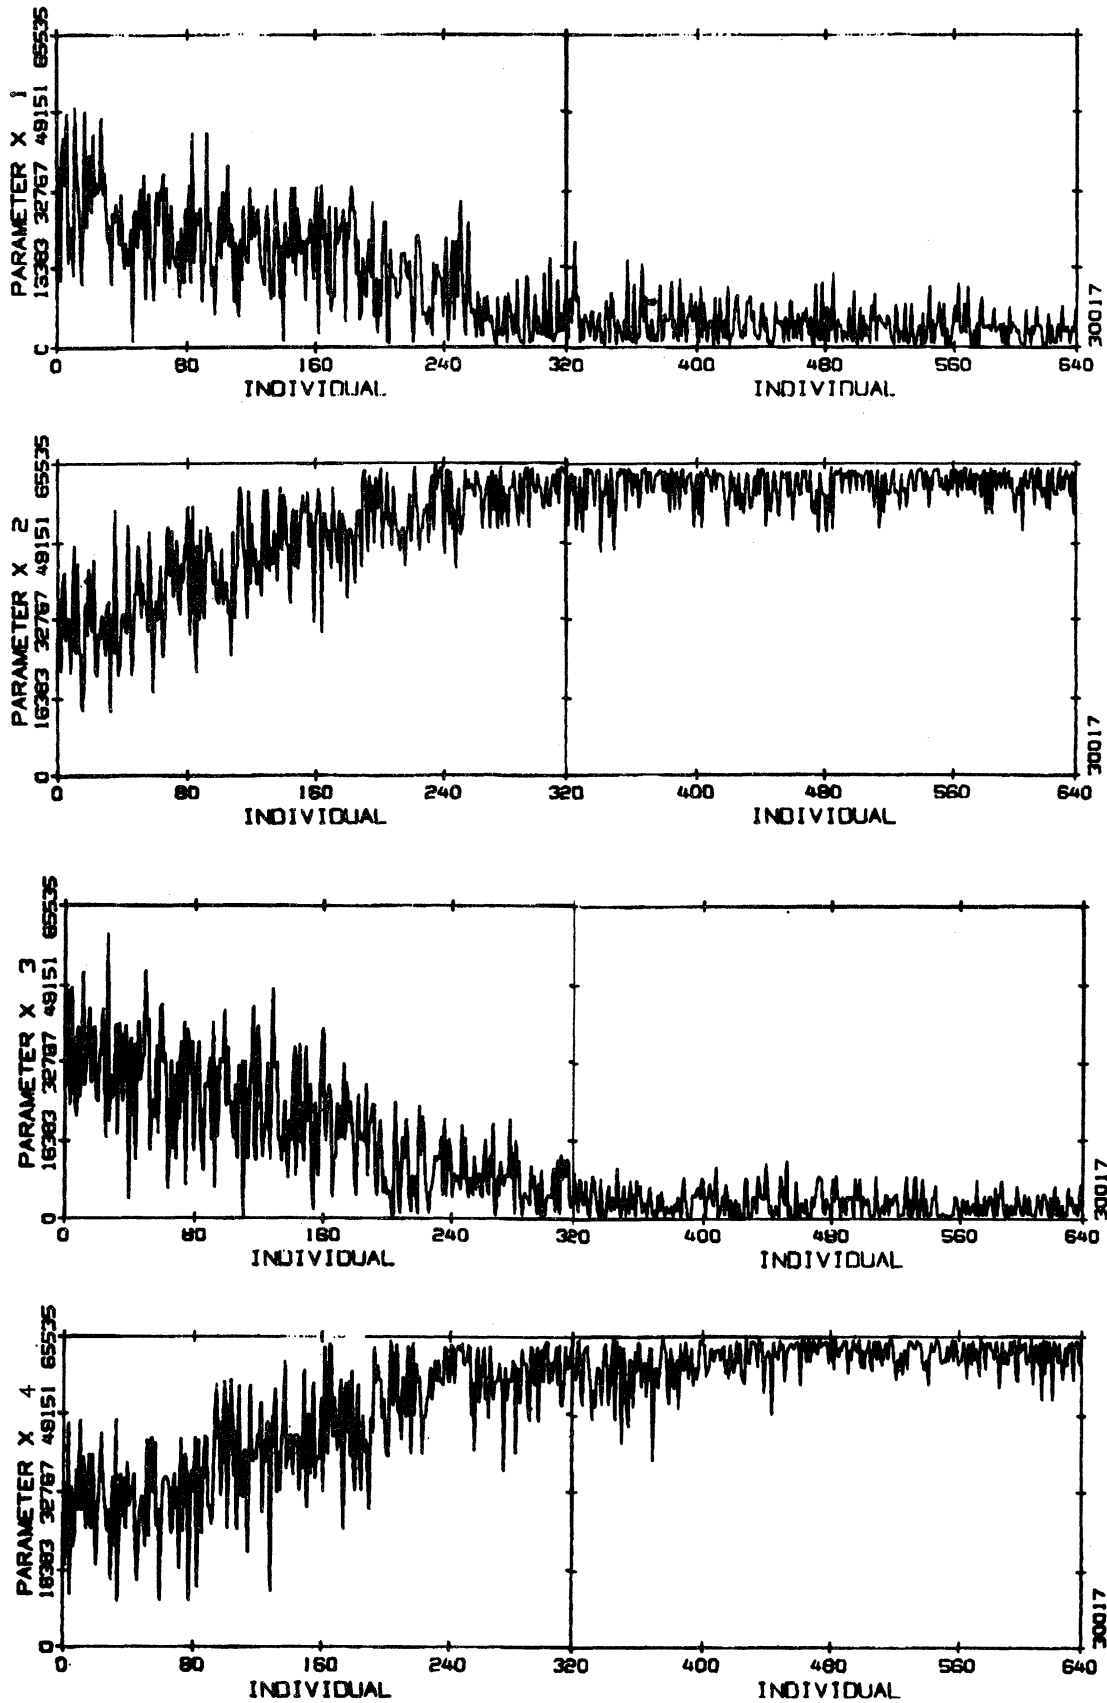 PARAMETER X 1
65535
49151
32767
16383
0
0 80 160 240 320 400 480 560 640
INDIVIDUAL INDIVIDUAL
30017
PARAMETER X 2
65535
49151
32767
16383
0
0 80 160 240 320 400 480 560 640
INDIVIDUAL INDIVIDUAL
30017
PARAMETER X 3
65535
49151
32767
16383
0
0 80 160 240 320 400 480 560 640
INDIVIDUAL INDIVIDUAL
30017
PARAMETER X 4
65535
49151
32767
16383
0
0 80 160 240 320 400 480 560 640
INDIVIDUAL INDIVIDUAL
30017